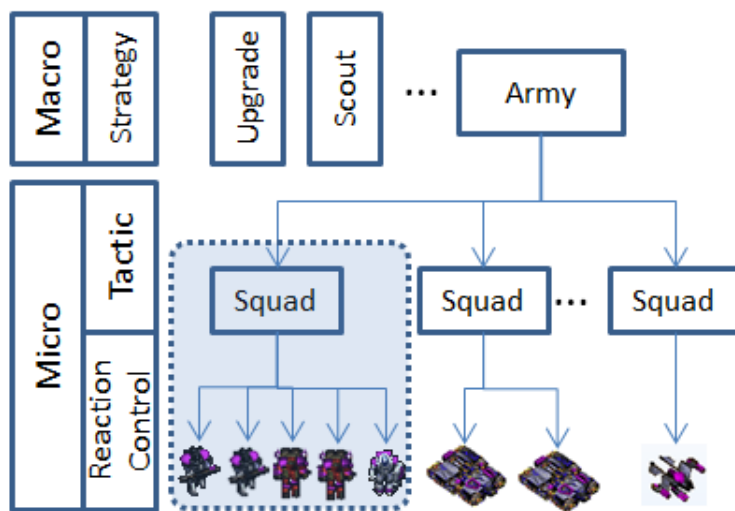 Macro
Strategy
Upgrade
Scout
...
Army
Micro
Tactic
Squad
Squad
...
Squad
Reaction
Control